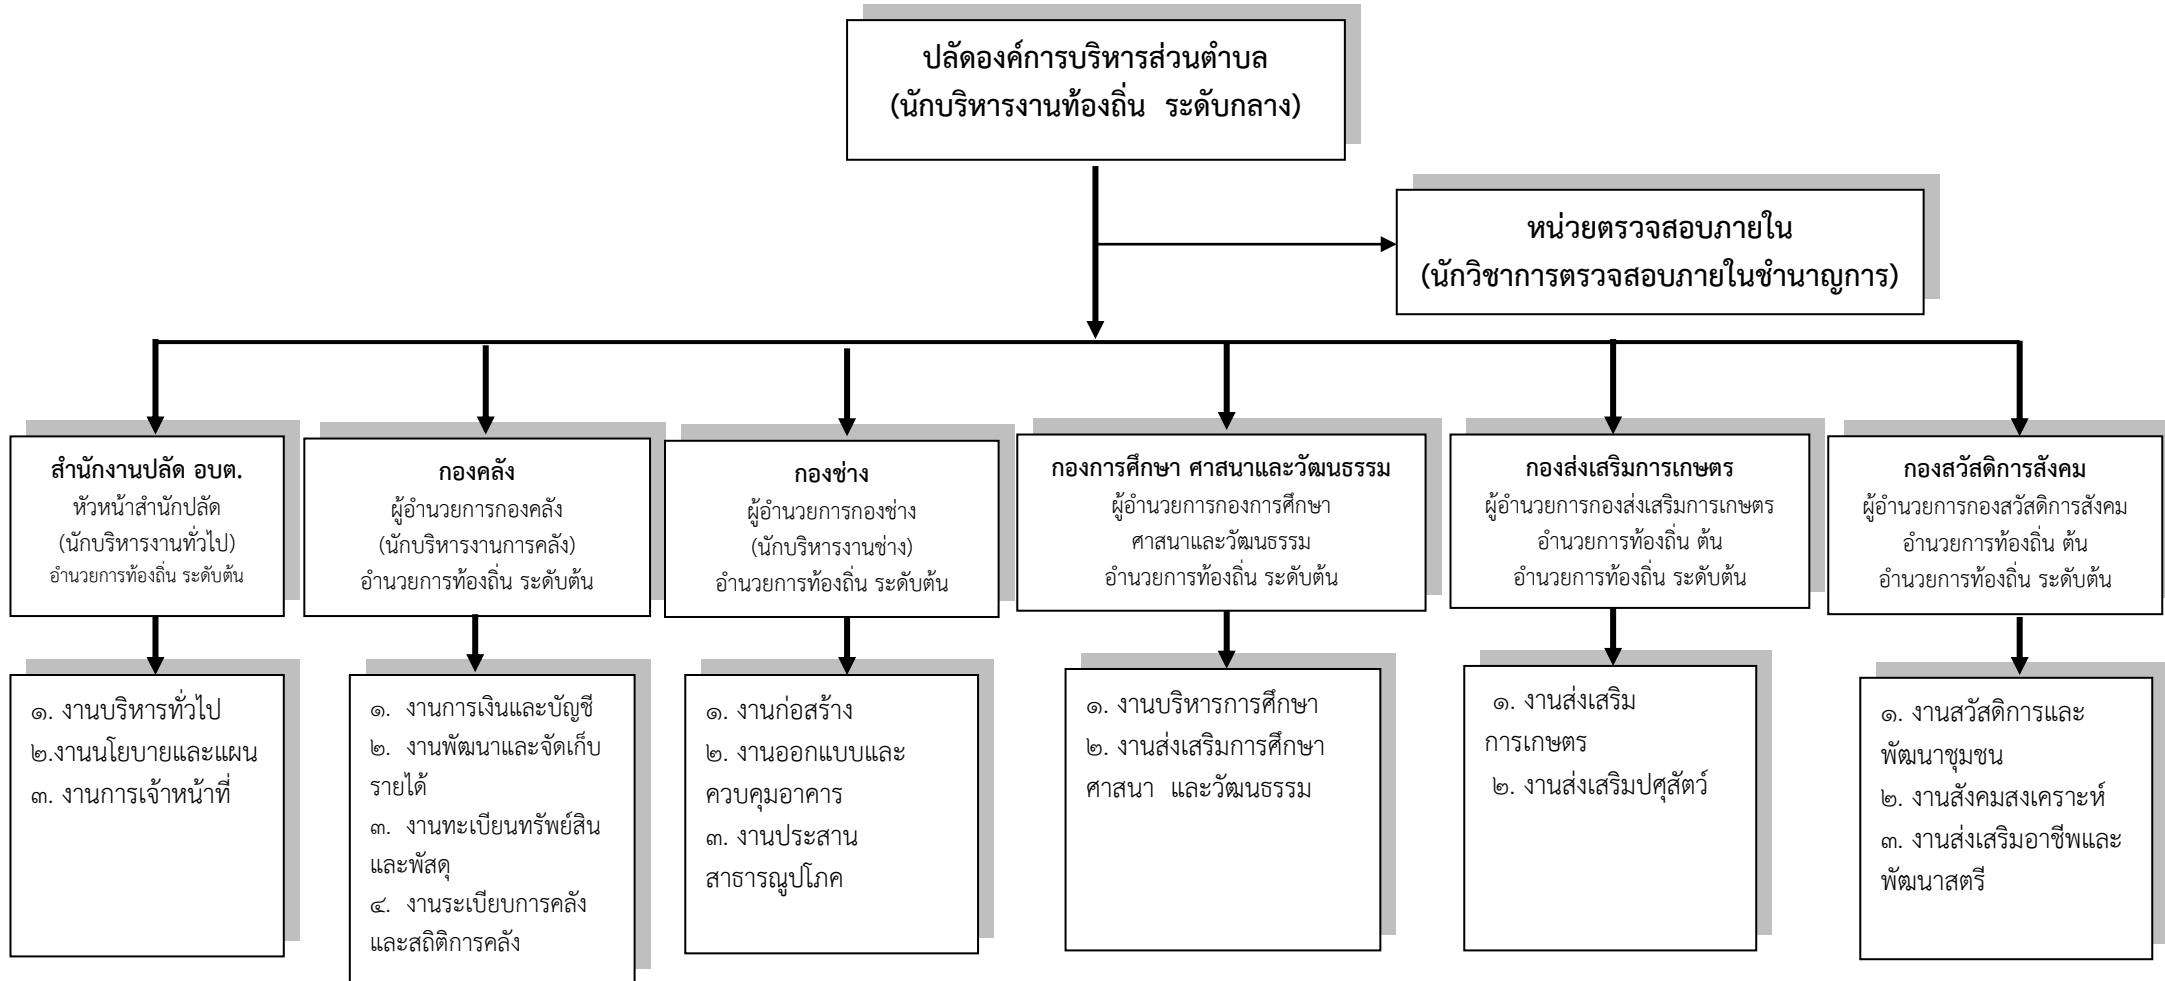 ปลัดองค์การบริหารส่วนตำบล
(นักบริหารงานท้องถิ่น  ระดับกลาง)
หน่วยตรวจสอบภายใน
(นักวิชาการตรวจสอบภายในชำนาญการ)
สำนักงานปลัด อบต.
หัวหน้าสำนักปลัด
(นักบริหารงานทั่วไป)
อำนวยการท้องถิ่น ระดับต้น
กองคลัง
ผู้อำนวยการกองคลัง
(นักบริหารงานการคลัง)
อำนวยการท้องถิ่น ระดับต้น
กองช่าง
ผู้อำนวยการกองช่าง
(นักบริหารงานช่าง)
อำนวยการท้องถิ่น ระดับต้น
กองการศึกษา ศาสนาและวัฒนธรรม
ผู้อำนวยการกองการศึกษา
ศาสนาและวัฒนธรรม
อำนวยการท้องถิ่น ระดับต้น
กองส่งเสริมการเกษตร
ผู้อำนวยการกองส่งเสริมการเกษตร
อำนวยการท้องถิ่น ต้น
อำนวยการท้องถิ่น ระดับต้น
กองสวัสดิการสังคม
ผู้อำนวยการกองสวัสดิการสังคม
อำนวยการท้องถิ่น ต้น
อำนวยการท้องถิ่น ระดับต้น
๑. งานบริหารทั่วไป
๒.งานนโยบายและแผน
๓. งานการเจ้าหน้าที่
๑.  งานการเงินและบัญชี
๒.  งานพัฒนาและจัดเก็บ
รายได้
๓.  งานทะเบียนทรัพย์สิน
และพัสดุ
๔.  งานระเบียบการคลัง
และสถิติการคลัง
๑. งานก่อสร้าง
๒. งานออกแบบและ
ควบคุมอาคาร
๓. งานประสาน
สาธารณูปโภค
๑. งานบริหารการศึกษา
๒. งานส่งเสริมการศึกษา
ศาสนา  และวัฒนธรรม
๑. งานส่งเสริม
การเกษตร
๒. งานส่งเสริมปศุสัตว์
๑. งานสวัสดิการและ
พัฒนาชุมชน
๒. งานสังคมสงเคราะห์
๓. งานส่งเสริมอาชีพและ
พัฒนาสตรี